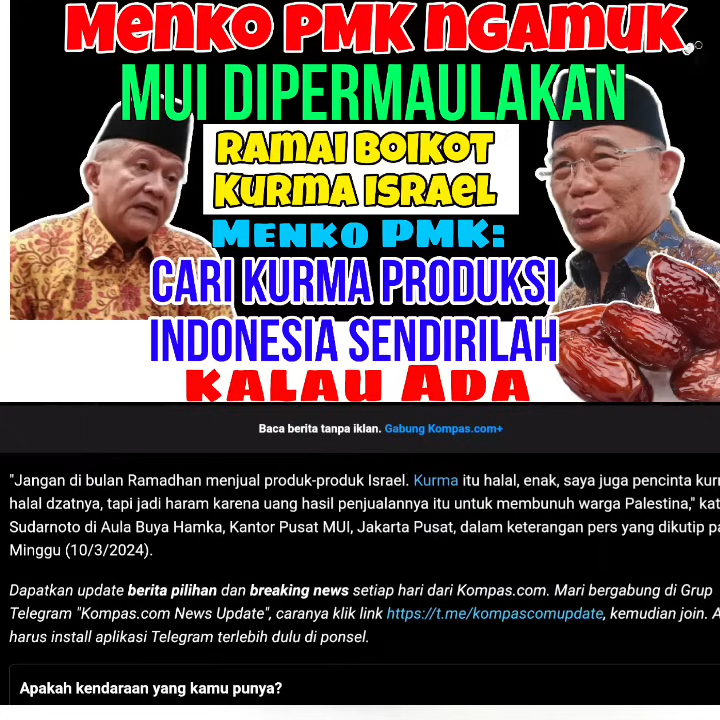 MENKO PMK NGAMUK
MUI DIPERMAULAKAN
RAMAI BOIKOT
KURMA ISRAEL
MENKO PMK:
CARI KURMA PRODUKSI
INDONESIA SENDIRILAH
KALAU ADA
Baca berita tanpa iklan. Gabung Kompas.com+
"Jangan di bulan Ramadhan menjual produk-produk Israel. Kurma itu halal, enak, saya juga pencinta
halal dzatnya, tapi jadi haram karena uang hasil penjualannya itu untuk membunuh warga Palestina,"
Sudarnoto di Aula Buya Hamka, Kantor Pusat MUI, Jakarta Pusat, dalam keterangan pers yang dikutip
Minggu (10/3/2024).
Dapatkan update berita pilihan dan breaking news setiap hari dari Kompas.com. Mari bergabung di Grup
Telegram "Kompas.com News Update", caranya klik link https://t.me/kompascomupdate, kemudian join.
harus install aplikasi Telegram terlebih dulu di ponsel.
Apakah kendaraan yang kamu punya?